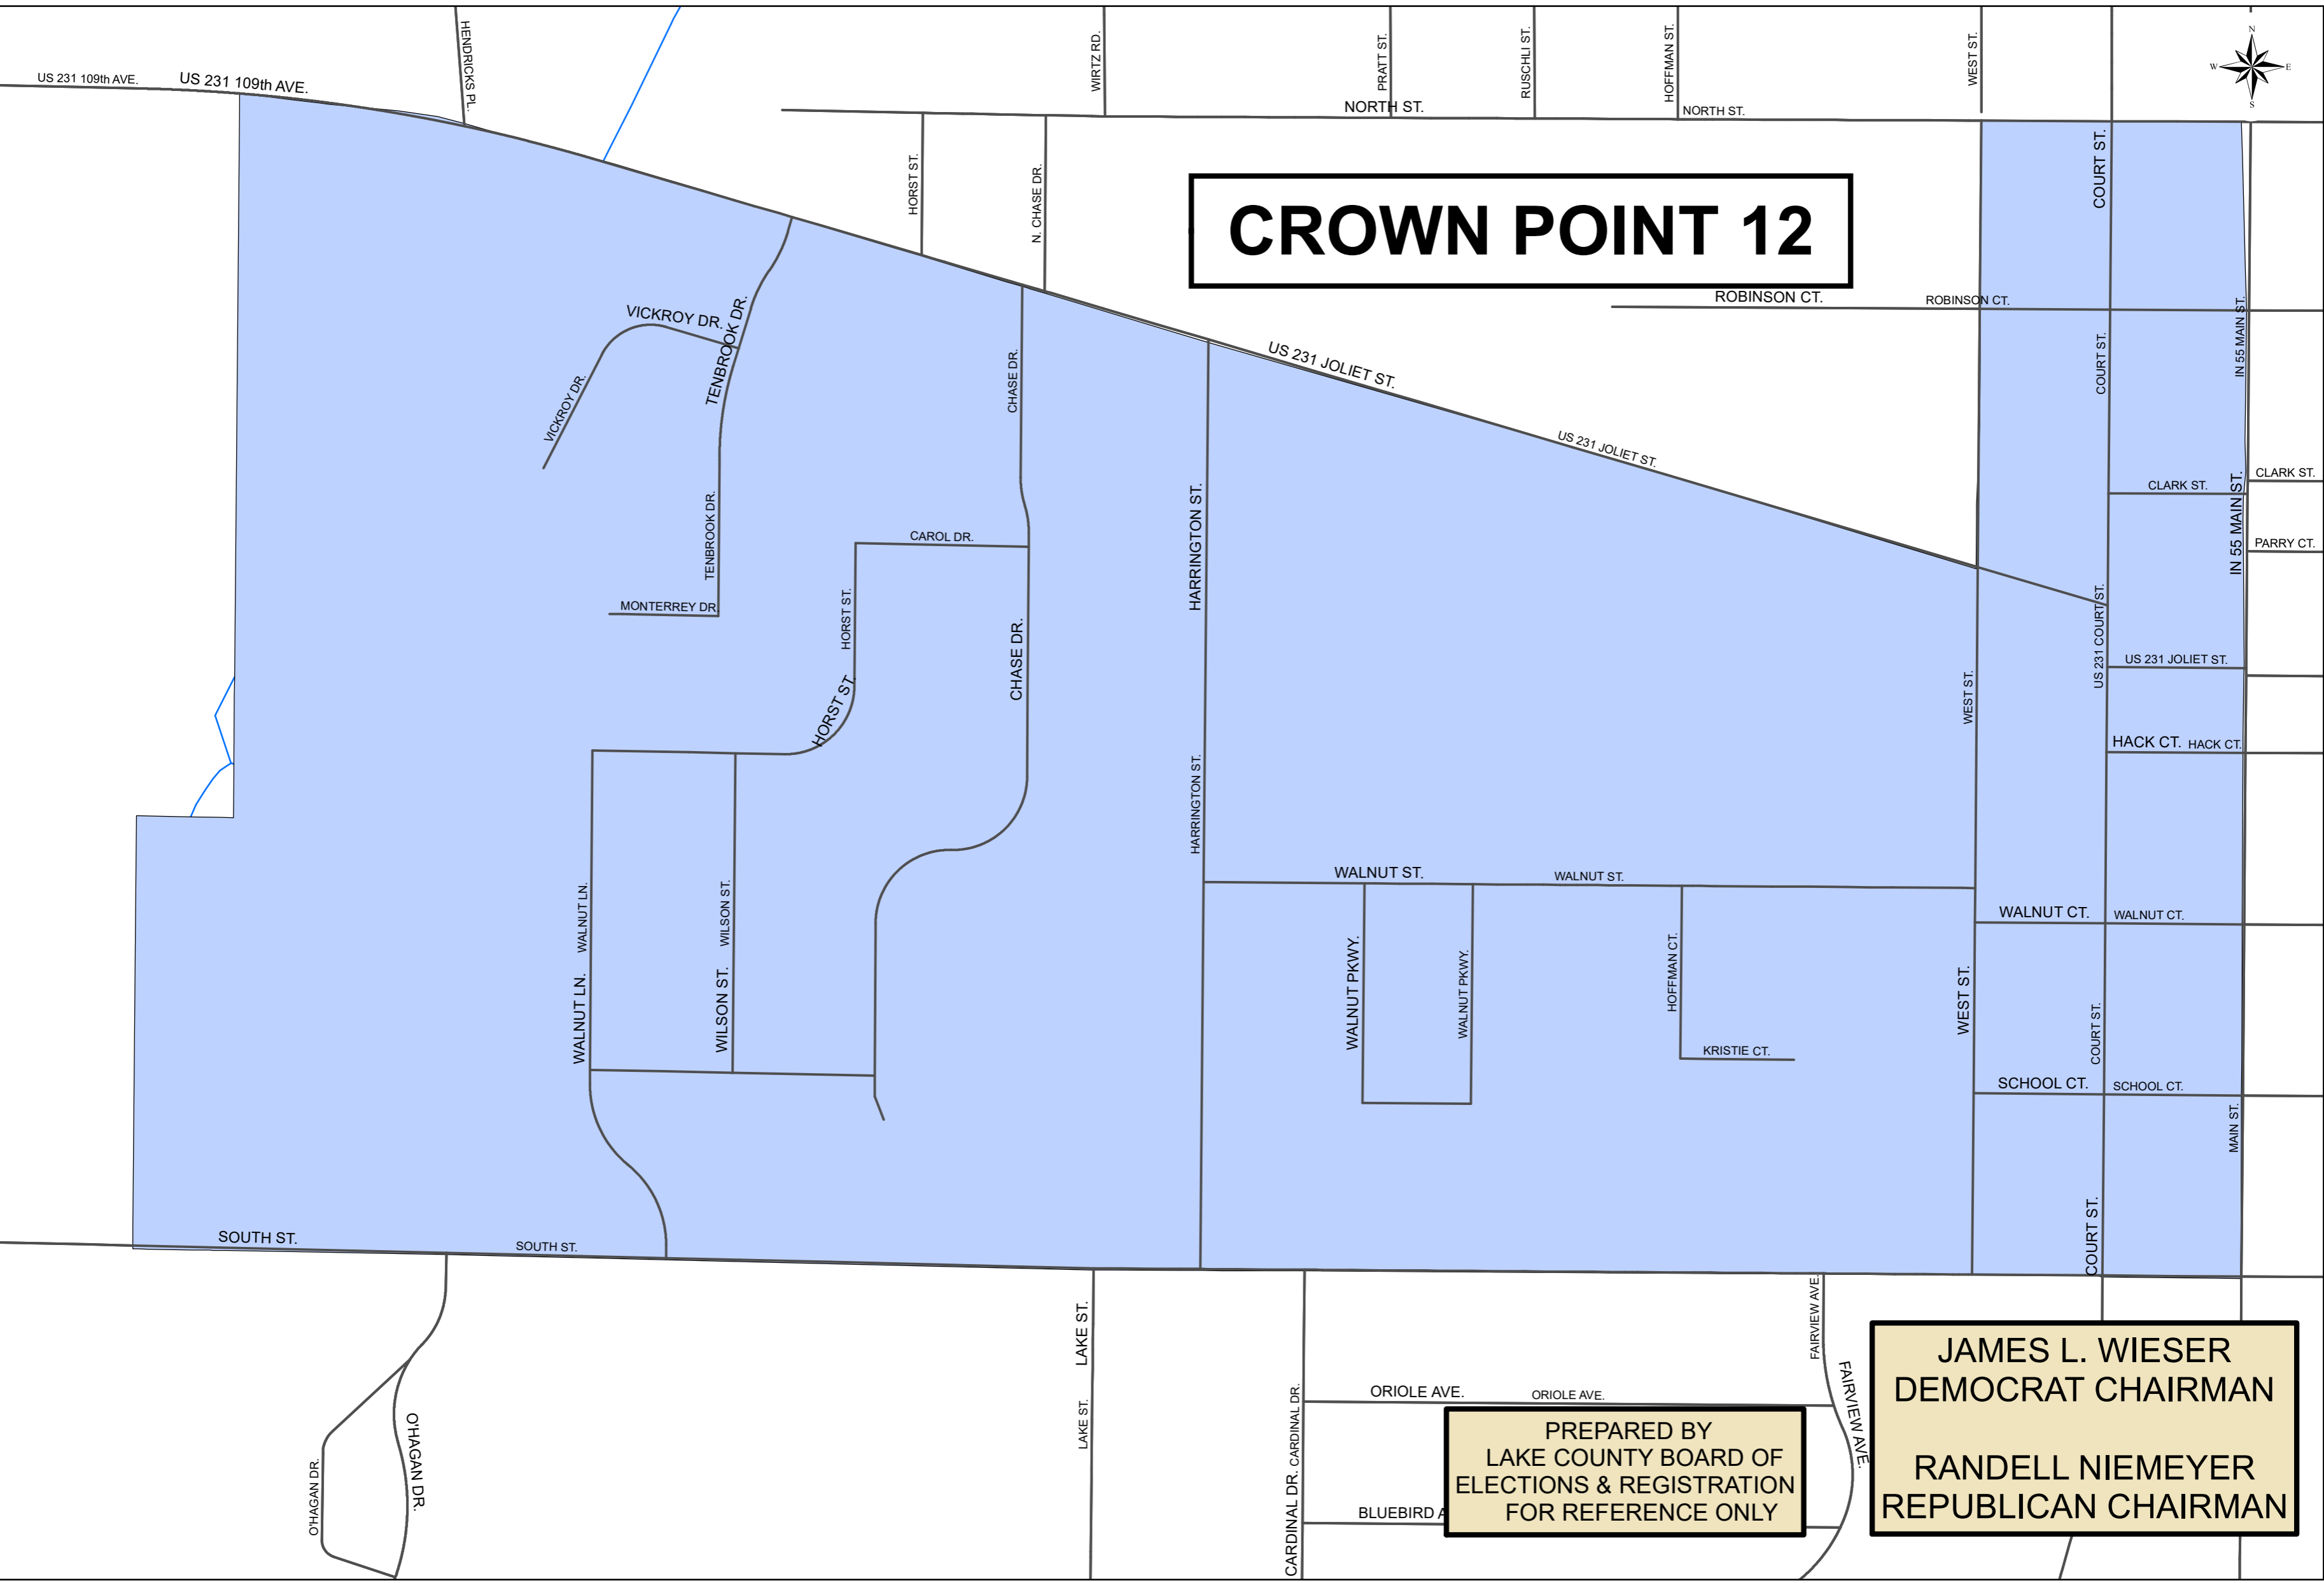 HENDRICKS PL.
WIRTZ RD.
PRATT ST.
RUSCHLI ST.
HOFFMAN ST.
WEST ST.
N
W
E
S
US 231 109th AVE.
US 231 109th AVE.
NORTH ST.
NORTH ST.
COURT ST.
HORST ST.
N. CHASE DR.
CROWN POINT 12
ROBINSON CT.
ROBINSON CT.
VICKROY DR.
TENBROOK DR.
VICKROY DR.
CHASE DR.
US 231 JOLIET ST.
COURT ST.
IN 55 MAIN ST.
US 231 JOLIET ST.
CLARK ST.
CLARK ST.
HARRINGTON ST.
TENBROOK DR.
CAROL DR.
IN 55 MAIN ST.
PARRY CT.
MONTERREY DR.
HORST ST.
CHASE DR.
US 231 COURT ST.
US 231 JOLIET ST.
HORST ST.
WEST ST.
HACK CT.
HACK CT.
HARRINGTON ST.
WALNUT ST.
WALNUT ST.
WALNUT LN.
WILSON ST.
WALNUT CT.
WALNUT CT.
WALNUT PKWY.
WALNUT PKWY.
HOFFMAN CT.
WEST ST.
WALNUT LN.
WILSON ST.
KRISTIE CT.
COURT ST.
SCHOOL CT.
SCHOOL CT.
MAIN ST.
SOUTH ST.
SOUTH ST.
COURT ST.
LAKE ST.
FAIRVIEW AVE.
ORIOLE AVE.
ORIOLE AVE.
FAIRVIEW AVE.
LAKE ST.
CARDINAL DR.
O'HAGAN DR.
O'HAGAN DR.
CARDINAL DR.
BLUEBIRD A
PREPARED BY
LAKE COUNTY BOARD OF
ELECTIONS & REGISTRATION
FOR REFERENCE ONLY
JAMES L. WIESER
DEMOCRAT CHAIRMAN
RANDELL NIEMEYER
REPUBLICAN CHAIRMAN